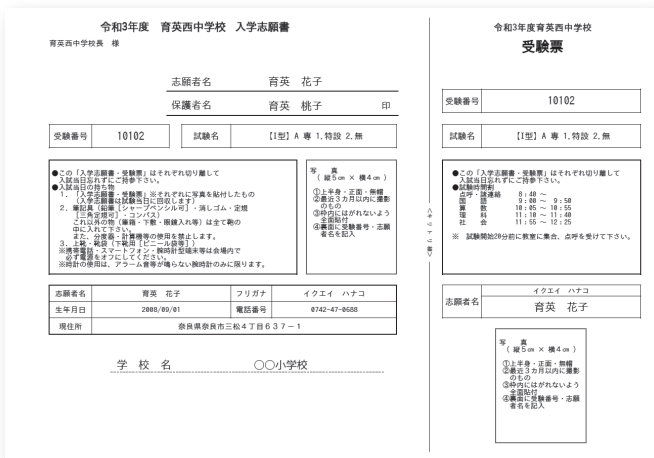 令和3年度 育英西中学校 入学志願書
育英西中学校長 様
志願者名 育英 花子
保護者名 育英 桃子 印
受験番号 10102 試験名 【I型】A 専 1.特設 2.無
●この「入学志願書・受験票」はそれぞれ切り離して
入試当日忘れずにご持参下さい。
●入試当日の持ち物
1.（入学志願書・受験票）※それぞれに写真を貼付したもの
（入学志願書は試験当日に回収します）
2.筆記具（鉛筆［シャープペンシル可］・消しゴム・定規
［三角定規可］・コンパス）
これ以外の物（筆箱・下敷・眼鏡入れ等）は全て鞄の
中に入れて下さい。
また、分度器・計算機等の使用を禁止します。
3.上靴・靴袋（下靴用［ビニール袋等］）
※携帯電話・スマートフォン・腕時計型端末等は会場内で
必ず電源をオフにしてください。
※時計の使用は、アラーム音等が鳴らない腕時計のみに限ります。
写 真
（ 縦5㎝ × 横4㎝ ）
①上半身・正面・無帽
②最近3カ月以内に撮影
のもの
③枠内にはがれないよう
全面貼付
④裏面に受験番号・志願
者名を記入
志願者名 育英 花子 フリガナ イクエイ ハナコ
生年月日 2008/09/01 電話番号 0742-47-0688
現住所 奈良県奈良市三松4丁目637－1
学 校 名 〇〇小学校
＜キリトリ線＞
令和3年度育英西中学校
受験票
受験番号 10102
試験名 【I型】A 専 1.特設 2.無
●この「入学志願書・受験票」はそれぞれ切り離して
入試当日忘れずにご持参下さい。
●試験時間割
点呼・諸連絡 8：40 ～
国 語 9：00 ～ 9：50
算 数 10：05 ～ 10：55
理 科 11：10 ～ 11：40
社 会 11：55 ～ 12：25
※ 試験開始20分前に教室に集合、点呼を受けて下さい。
志願者名 イクエイ ハナコ
育英 花子
写 真
（ 縦5㎝ × 横4㎝ ）
①上半身・正面・無帽
②最近3カ月以内に撮影
のもの
③枠内にはがれないよう
全面貼付
④裏面に受験番号・志願
者名を記入